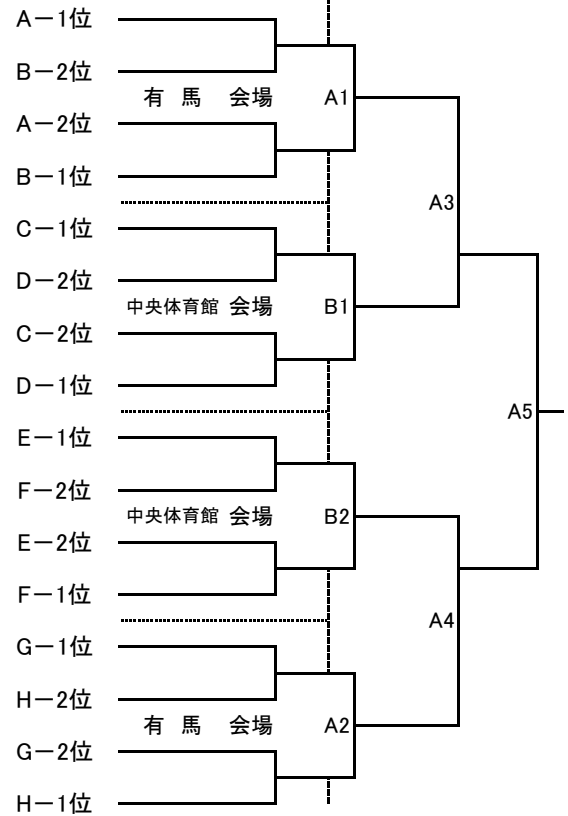 A－1位
B－2位
有 馬 会場 A1
A－2位
B－1位
A3
C－1位
D－2位
中央体育館 会場 B1
C－2位
D－1位
A5
E－1位
F－2位
中央体育館 会場 B2
E－2位
F－1位
A4
G－1位
H－2位
有 馬 会場 A2
G－2位
H－1位